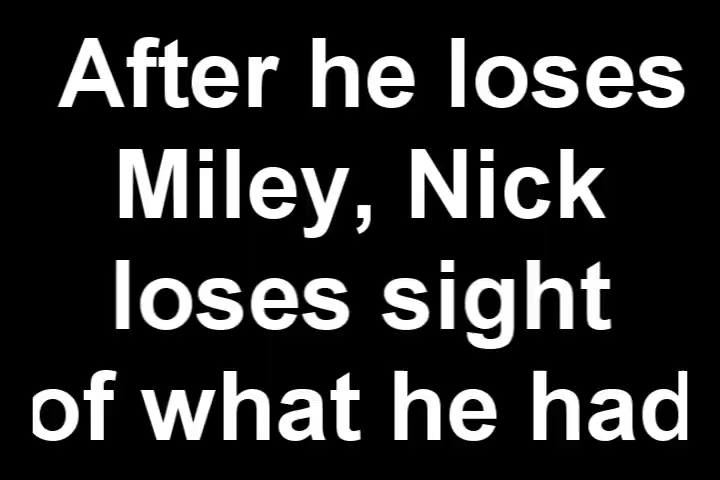 After he loses
Miley, Nick
loses sight
of what he had